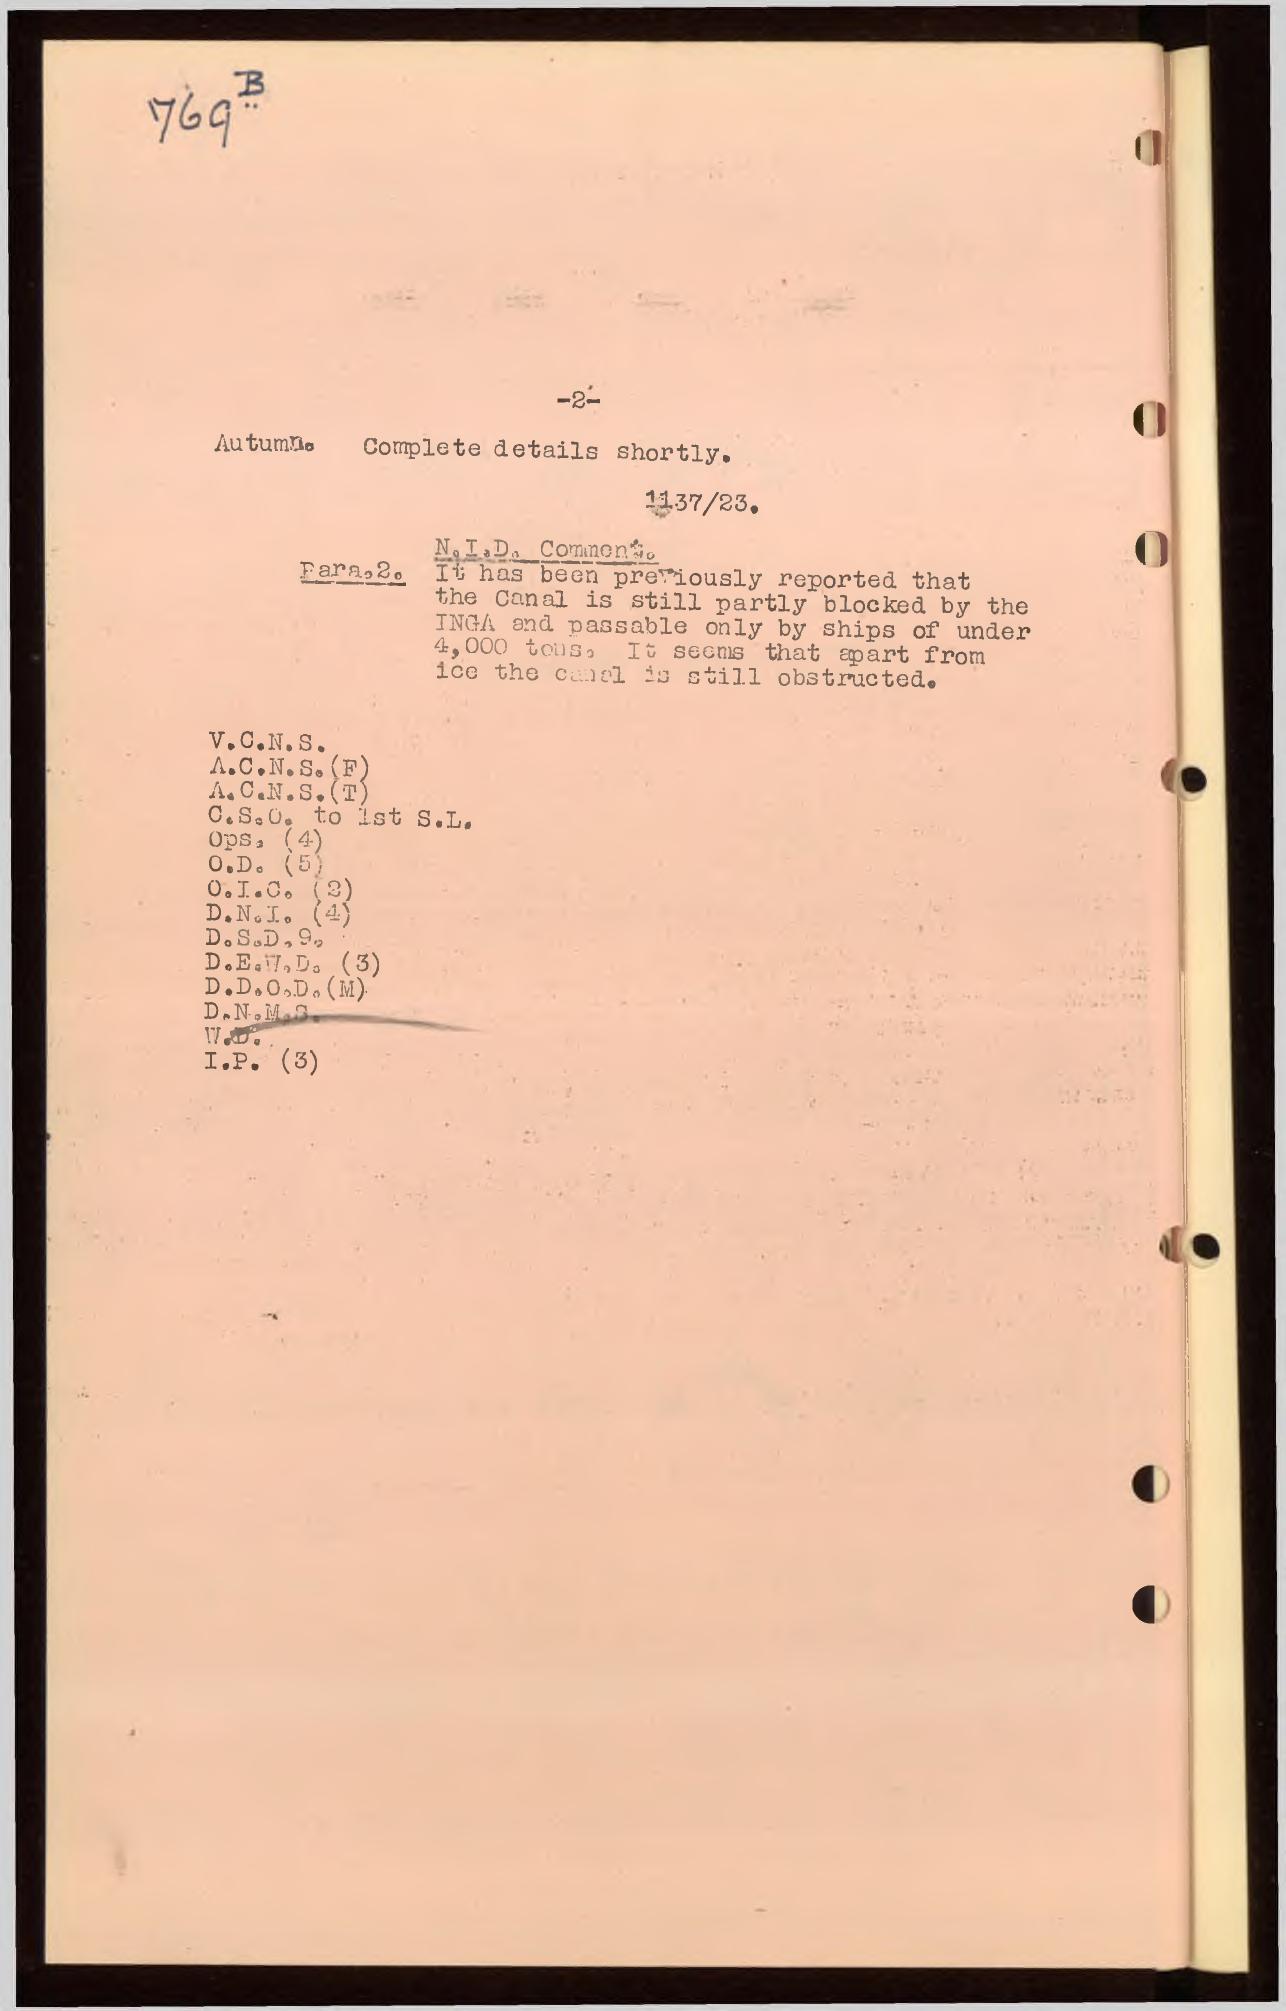 769 B
-2-
Autumn. Complete details shortly.
1137/23.
N.I.D. Comment.
Para.2. It has been previously reported that
the Canal is still partly blocked by the
INGA and passable only by ships of under
4,000 tons. It seems that apart from
ice the canal is still obstructed.
V.C.N.S.
A.C.N.S.(F)
A.C.N.S.(T)
C.S.O. to 1st S.L.
Ops. (4)
O.D. (5)
O.I.C. (2)
D.N.I. (4)
D.S.D.9.
D.E.W.D. (3)
D.D.O.D.(M)
D.N.M.S.
W.D.
I.P. (3)